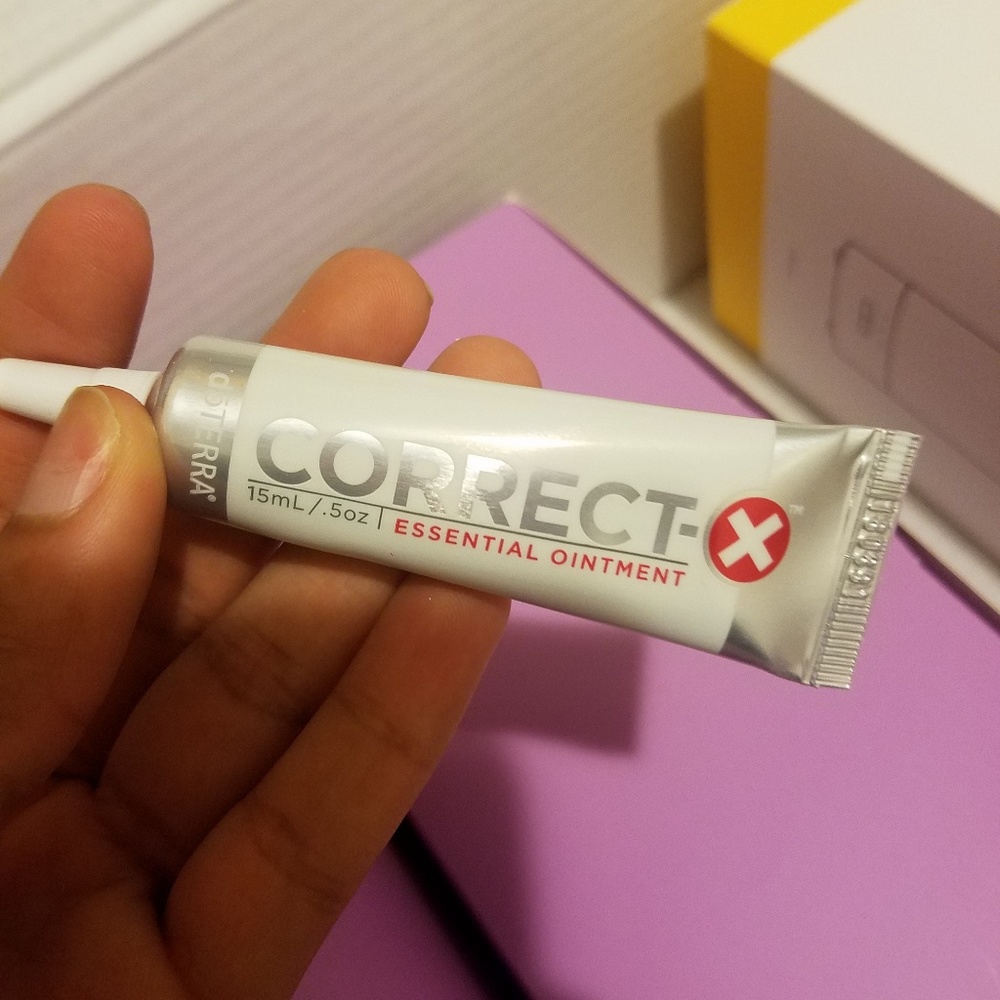 dōTERRA®
CORRECT-X™
15mL/.5oz | ESSENTIAL OINTMENT